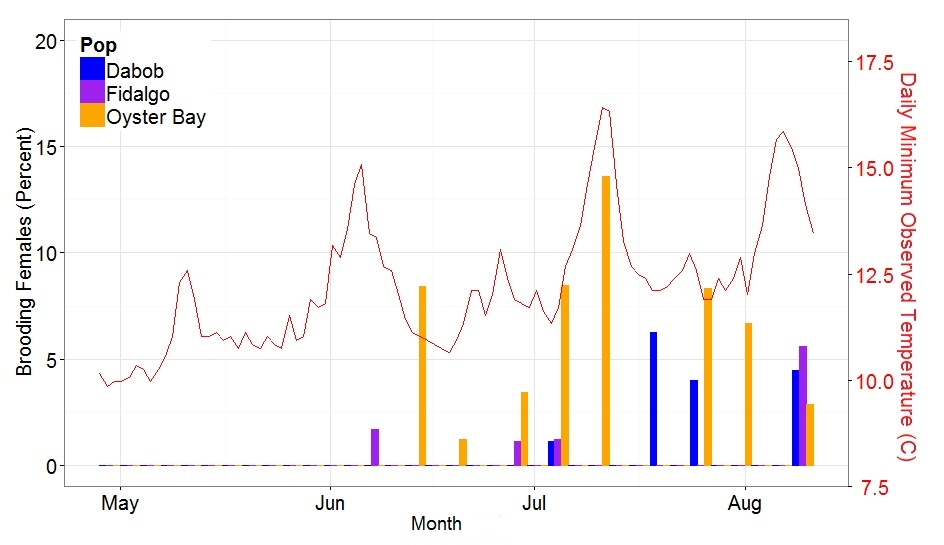 Pop
Dabob
Fidalgo
Oyster Bay
20
15
10
5
0
Brooding Females (Percent)
17.5
15.0
12.5
10.0
7.5
Daily Minimum Observed Temperature (C)
May
Jun
Jul
Aug
Month